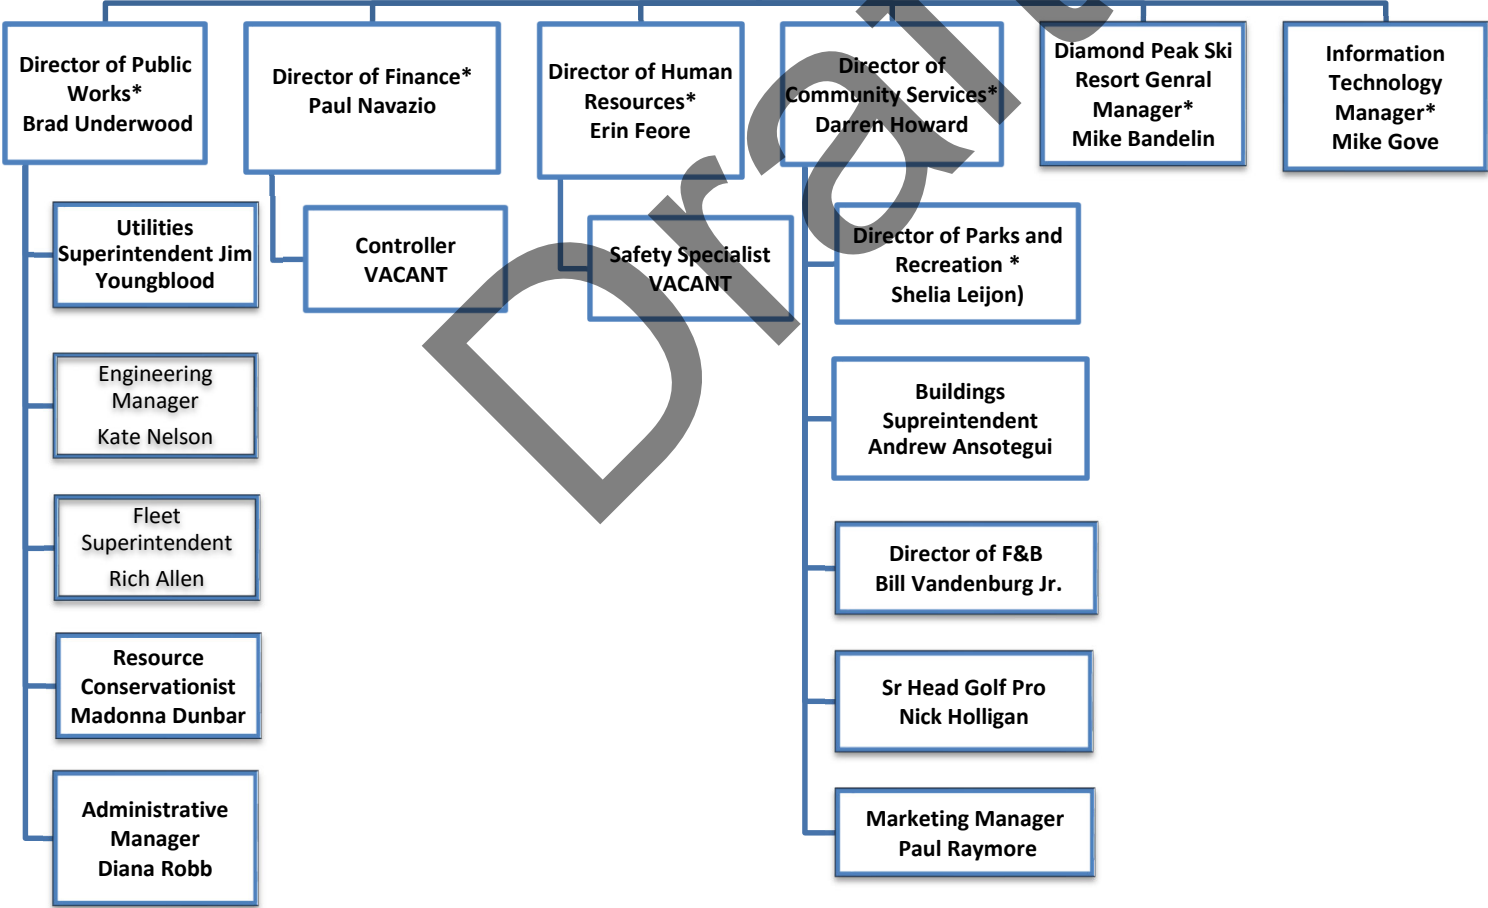 Director of Public
Works*
Brad Underwood
Director of Finance*
Paul Navazio
Director of Human
Resources*
Erin Feore
Director of
Community Services*
Darren Howard
Diamond Peak Ski
Resort Genral
Manager*
Mike Bandelin
Information
Technology
Manager*
Mike Gove
Utilities
Superintendent Jim
Youngblood
Engineering
Manager
Kate Nelson
Fleet
Superintendent
Rich Allen
Resource
Conservationist
Madonna Dunbar
Administrative
Manager
Diana Robb
Controller
VACANT
Safety Specialist
VACANT
Director of Parks and
Recreation *
Shelia Leijon)
Buildings
Supreintendent
Andrew Ansotegui
Director of F&B
Bill Vandenburg Jr.
Sr Head Golf Pro
Nick Holligan
Marketing Manager
Paul Raymore
Draft